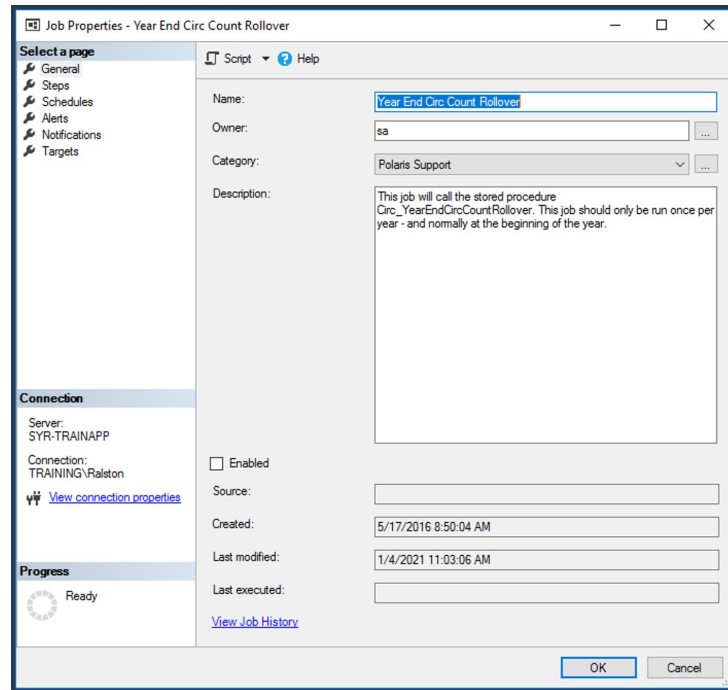 Job Properties - Year End Circ Count Rollover
Select a page
General
Steps
Schedules
Alerts
Notifications
Targets
Script
Help
Name:
Year End Circ Count Rollover
Owner:
sa
...
Category:
Polaris Support
...
Description:
This job will call the stored procedure
Circ_YearEndCircCountRollover. This job should only be run once per
year - and normally at the beginning of the year.
Connection
Server:
SYR-TRAINAPP
Connection:
TRAINING\Ralston
View connection properties
Progress
Ready
Enabled
Source:
Created:
5/17/2016 8:50:04 AM
Last modified:
1/4/2021 11:03:06 AM
Last executed:
View Job History
OK
Cancel